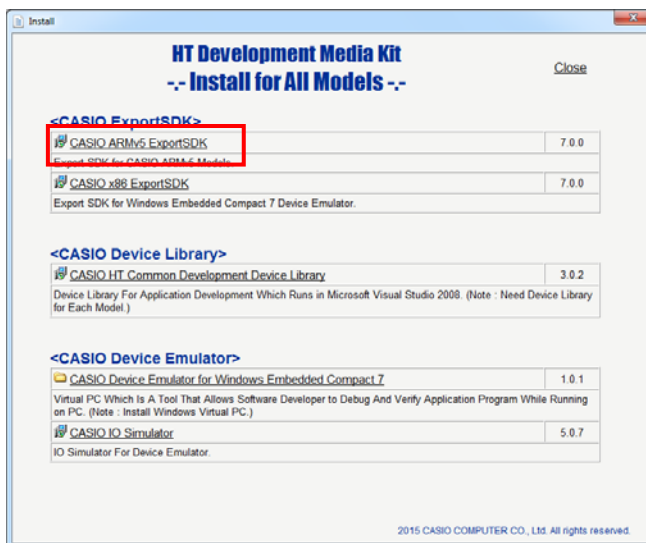 Install
HT Development Media Kit
-.- Install for All Models -.-
Close
<CASIO ExportSDK>
CASIO ARMv5 ExportSDK 7.0.0
Export SDK for CASIO ARMv5 Models.
CASIO x86 ExportSDK 7.0.0
Export SDK for Windows Embedded Compact 7 Device Emulator.
<CASIO Device Library>
CASIO HT Common Development Device Library 3.0.2
Device Library For Application Development Which Runs in Microsoft Visual Studio 2008. (Note : Need Device Library
for Each Model.)
<CASIO Device Emulator>
CASIO Device Emulator for Windows Embedded Compact 7 1.0.1
Virtual PC Which Is A Tool That Allows Software Developer to Debug And Verify Application Program While Running
on PC. (Note : Install Windows Virtual PC.)
CASIO IO Simulator 5.0.7
IO Simulator For Device Emulator.
2015 CASIO COMPUTER CO., Ltd. All rights reserved.